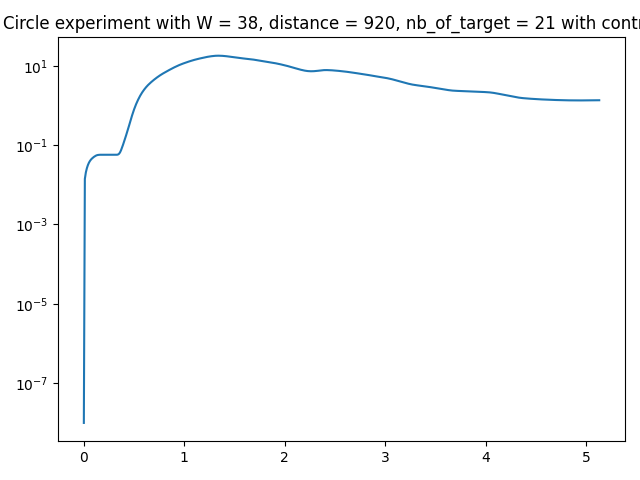 Circle experiment with W = 38, distance = 920, nb_of_target = 21 with contr
10¹
10⁻¹
10⁻³
10⁻⁵
10⁻⁷
0 1 2 3 4 5